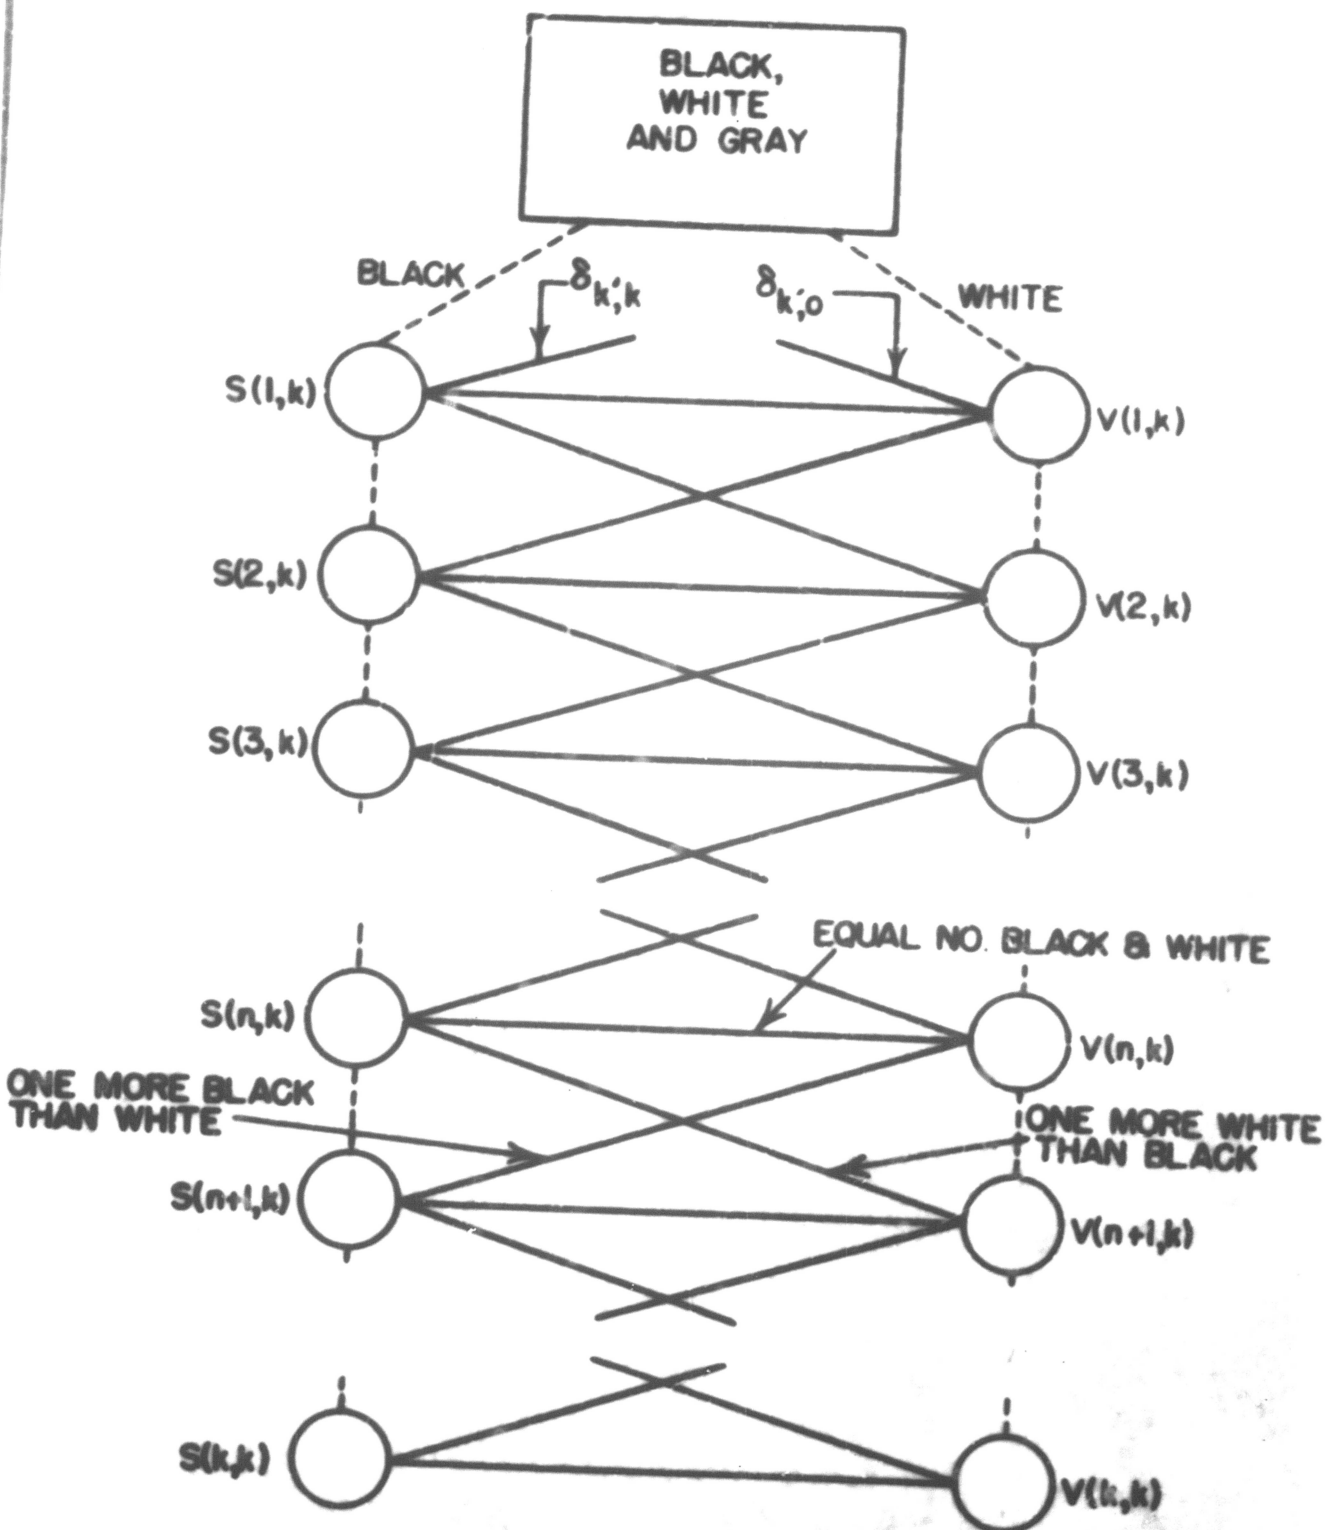 BLACK,
WHITE
AND GRAY
BLACK
δk',k
δk',0
WHITE
S(1,k)
V(1,k)
S(2,k)
V(2,k)
S(3,k)
V(3,k)
EQUAL NO. BLACK & WHITE
S(n,k)
V(n,k)
ONE MORE BLACK
THAN WHITE
ONE MORE WHITE
THAN BLACK
S(n+1,k)
V(n+1,k)
S(k,k)
V(k,k)